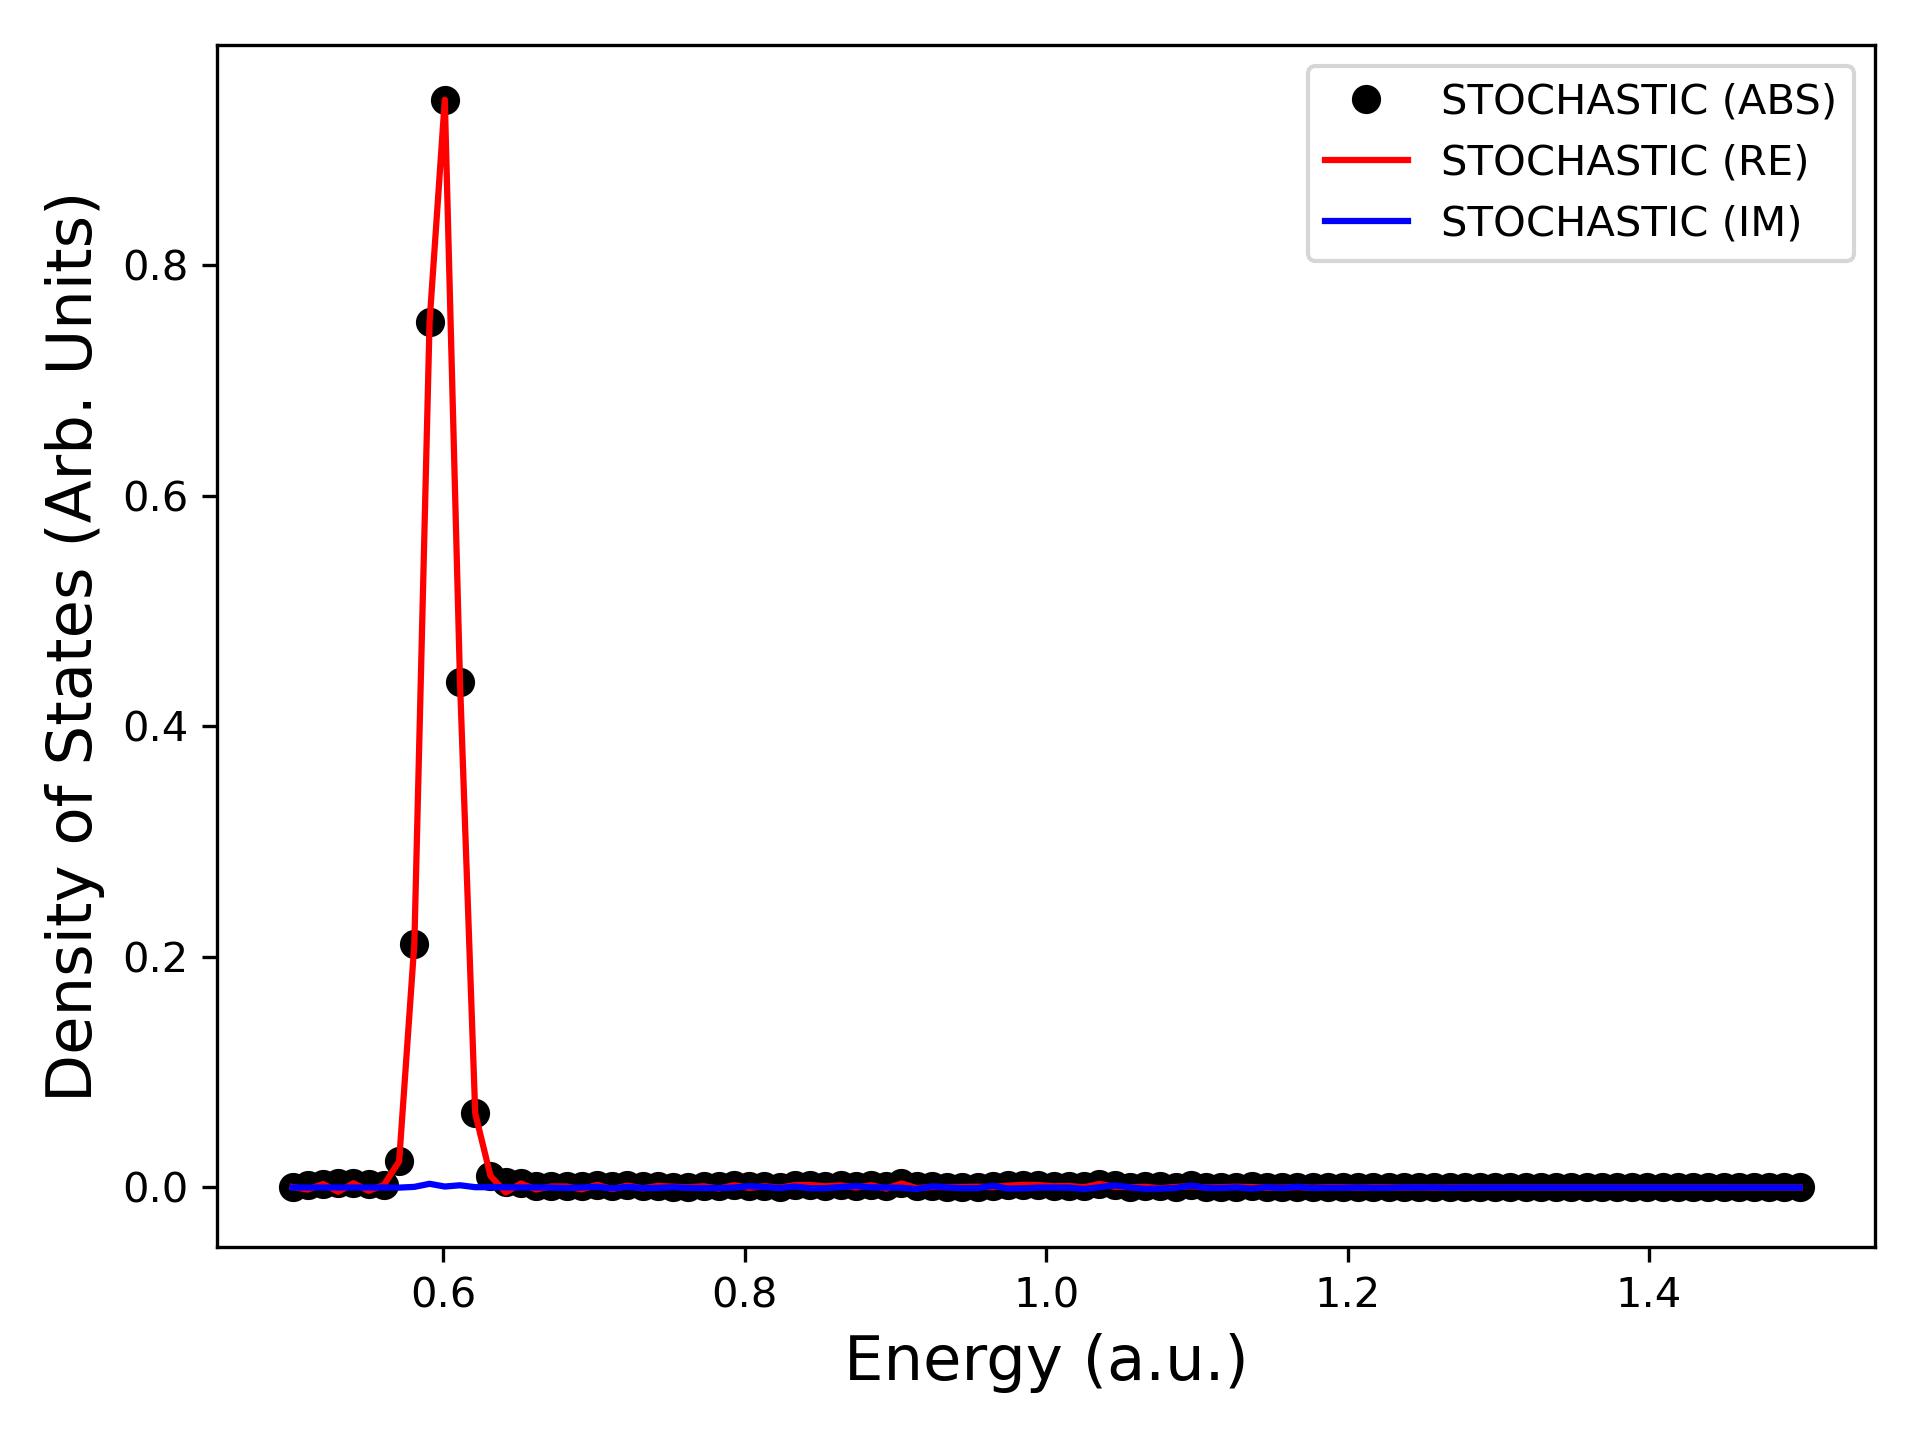 STOCHASTIC (ABS)
STOCHASTIC (RE)
STOCHASTIC (IM)
Density of States (Arb. Units)
0.8
0.6
0.4
0.2
0.0
0.6 0.8 1.0 1.2 1.4
Energy (a.u.)